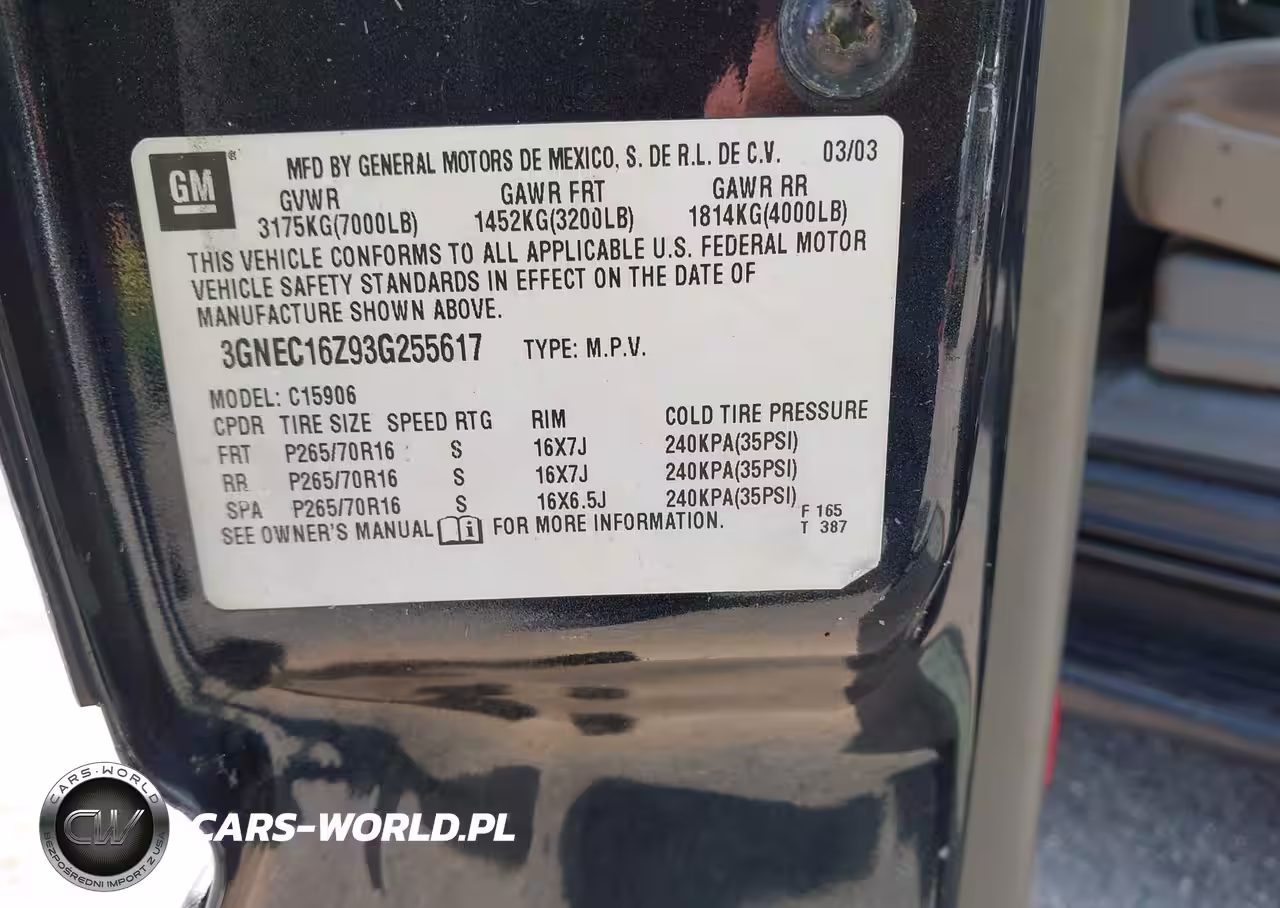 GM®
MFD BY GENERAL MOTORS DE MEXICO, S. DE R.L. DE C.V. 03/03
GVWR GAWR FRT GAWR RR
3175KG(7000LB) 1452KG(3200LB) 1814KG(4000LB)
THIS VEHICLE CONFORMS TO ALL APPLICABLE U.S. FEDERAL MOTOR
VEHICLE SAFETY STANDARDS IN EFFECT ON THE DATE OF
MANUFACTURE SHOWN ABOVE.
3GNEC16Z93G255617 TYPE: M.P.V.
MODEL: C15906
CPDR TIRE SIZE SPEED RTG RIM COLD TIRE PRESSURE
FRT P265/70R16 S 16X7J 240KPA(35PSI)
RR P265/70R16 S 16X7J 240KPA(35PSI)
SPA P265/70R16 S 16X6.5J 240KPA(35PSI)
SEE OWNER'S MANUAL i FOR MORE INFORMATION.
F 165
T 387
CARS-WORLD
CW
BEZPOŚREDNI IMPORT Z USA
CARS-WORLD.PL